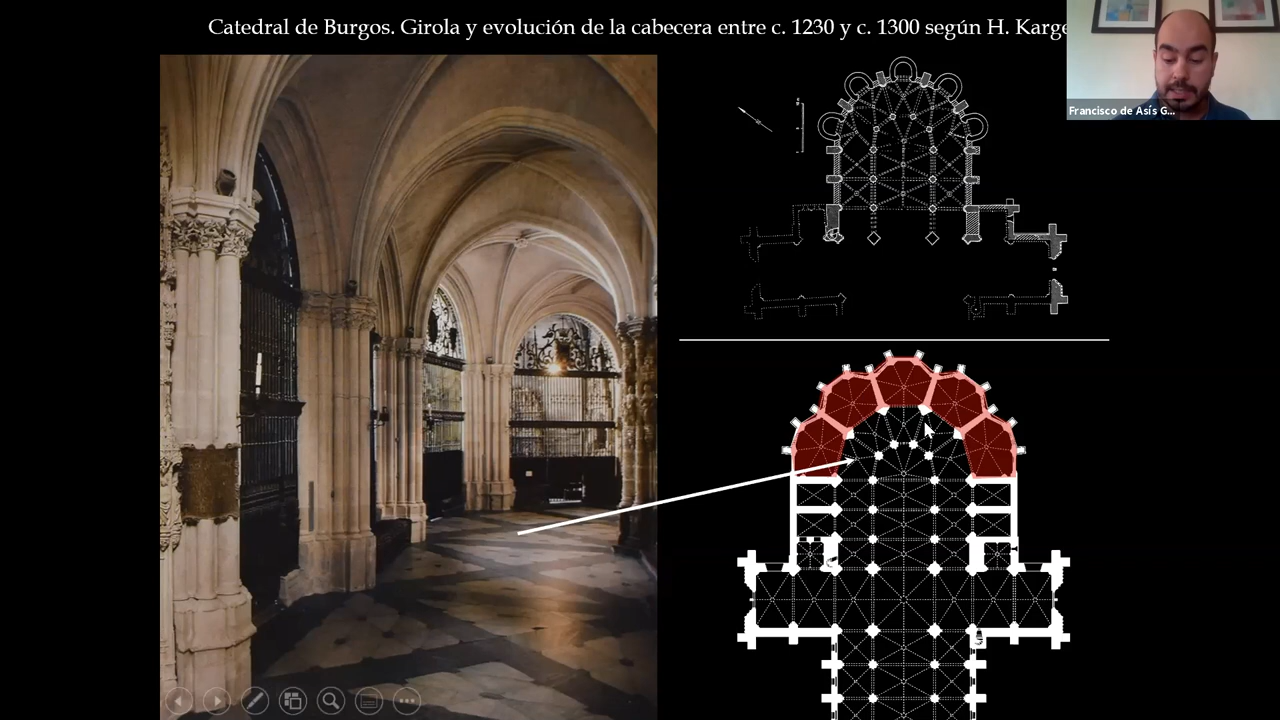 Catedral de Burgos. Girola y evolución de la cabecera entre c. 1230 y c. 1300 según H. Karge
Francisco de Asís G...